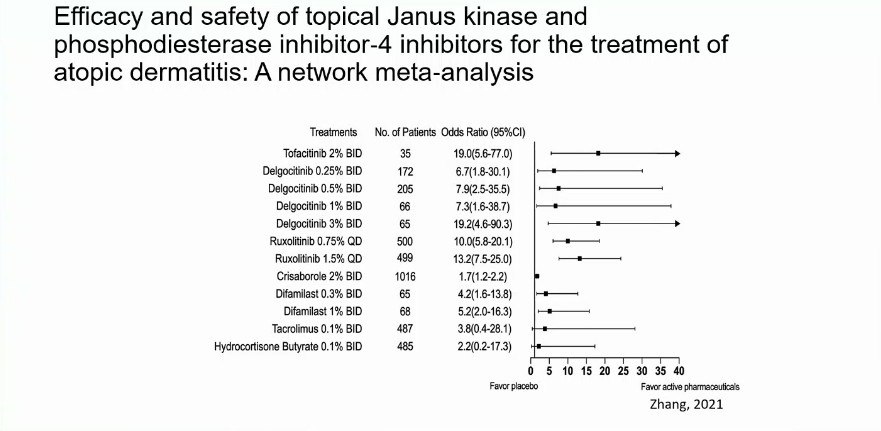 Efficacy and safety of topical Janus kinase and
phosphodiesterase inhibitor-4 inhibitors for the treatment of
atopic dermatitis: A network meta-analysis
Treatments No. of Patients Odds Ratio (95%CI)
Tofacitinib 2% BID 35 19.0(5.6-77.0)
Delgocitinib 0.25% BID 172 6.7(1.8-30.1)
Delgocitinib 0.5% BID 205 7.9(2.5-35.5)
Delgocitinib 1% BID 66 7.3(1.6-38.7)
Delgocitinib 3% BID 65 19.2(4.6-90.3)
Ruxolitinib 0.75% QD 500 10.0(5.8-20.1)
Ruxolitinib 1.5% QD 499 13.2(7.5-25.0)
Crisaborole 2% BID 1016 1.7(1.2-2.2)
Difamilast 0.3% BID 65 4.2(1.6-13.8)
Difamilast 1% BID 68 5.2(2.0-16.3)
Tacrolimus 0.1% BID 487 3.8(0.4-28.1)
Hydrocortisone Butyrate 0.1% BID 485 2.2(0.2-17.3)
0 5 10 15 20 25 30 35 40
Favor placebo Favor active pharmaceuticals
Zhang, 2021